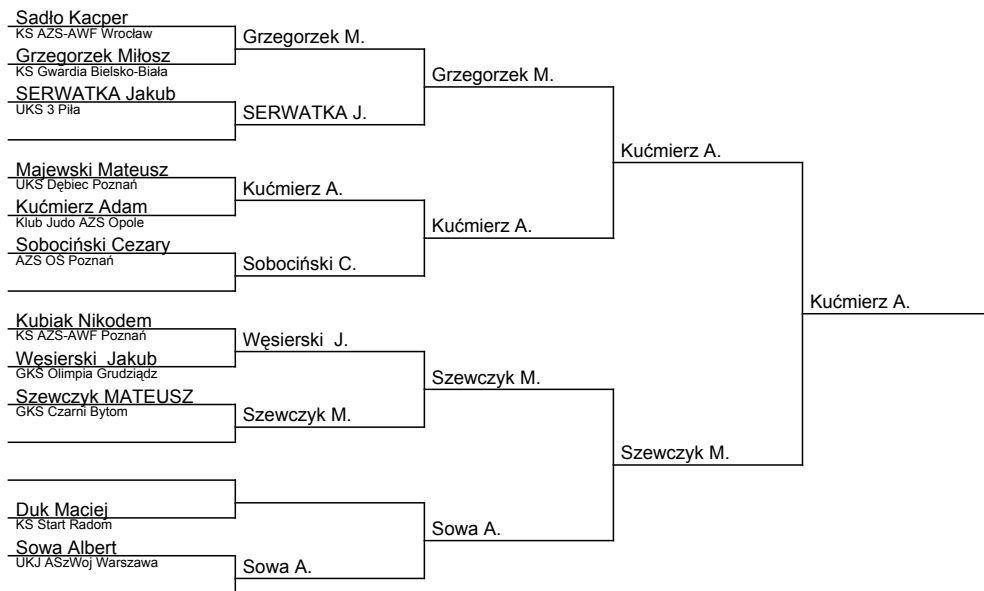 Sadło Kacper
KS AZS-AWF Wrocław
Grzegorzek Miłosz
KS Gwardia Bielsko-Biała
SERWATKA Jakub
UKS 3 Piła
Majewski Mateusz
UKS Dębiec Poznań
Kućmierz Adam
Klub Judo AZS Opole
Sobociński Cezary
AZS OŚ Poznań
Kubiak Nikodem
KS AZS-AWF Poznań
Węsierski  Jakub
GKS Olimpia Grudziądz
Szewczyk MATEUSZ
GKS Czarni Bytom
Duk Maciej
KS Start Radom
Sowa Albert
UKJ ASzWoj Warszawa
Grzegorzek M.
SERWATKA J.
Kućmierz A.
Sobociński C.
Węsierski  J.
Szewczyk M.
Sowa A.
Grzegorzek M.
Kućmierz A.
Szewczyk M.
Sowa A.
Kućmierz A.
Szewczyk M.
Kućmierz A.